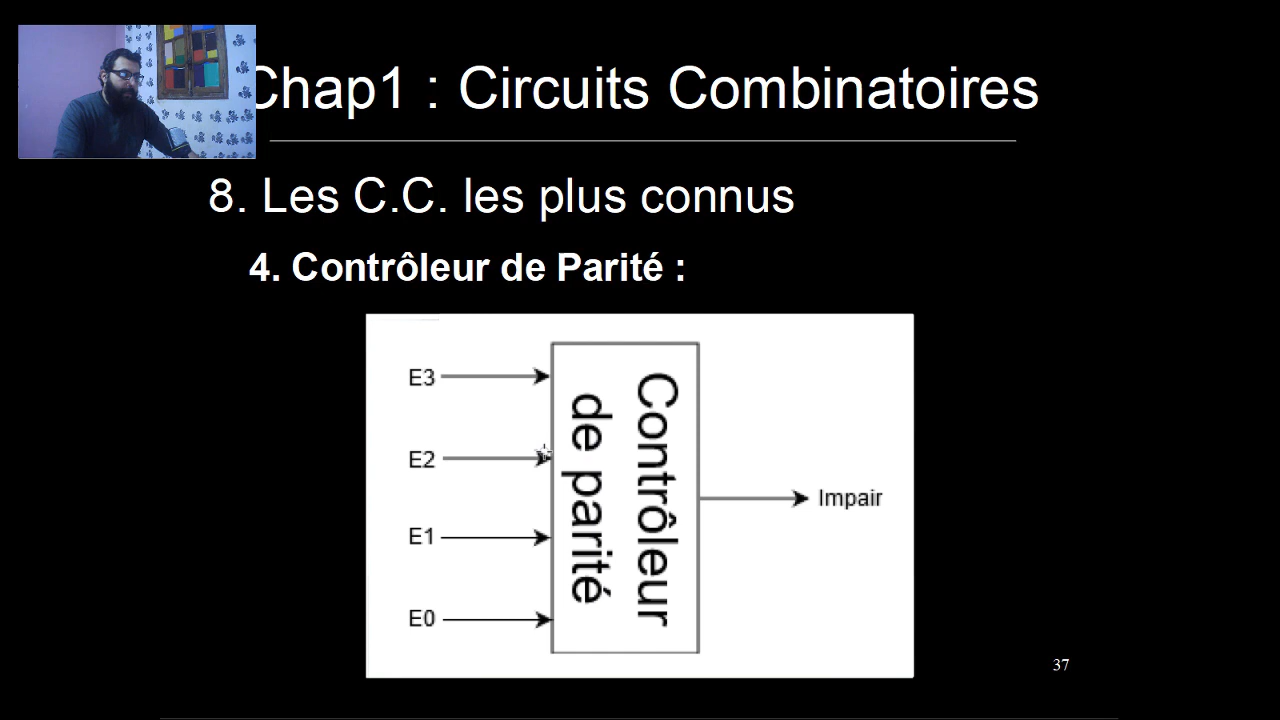 Chap1 : Circuits Combinatoires
8. Les C.C. les plus connus
4. Contrôleur de Parité :
E3
E2
E1
E0
Contrôleur
de parité
Impair
37